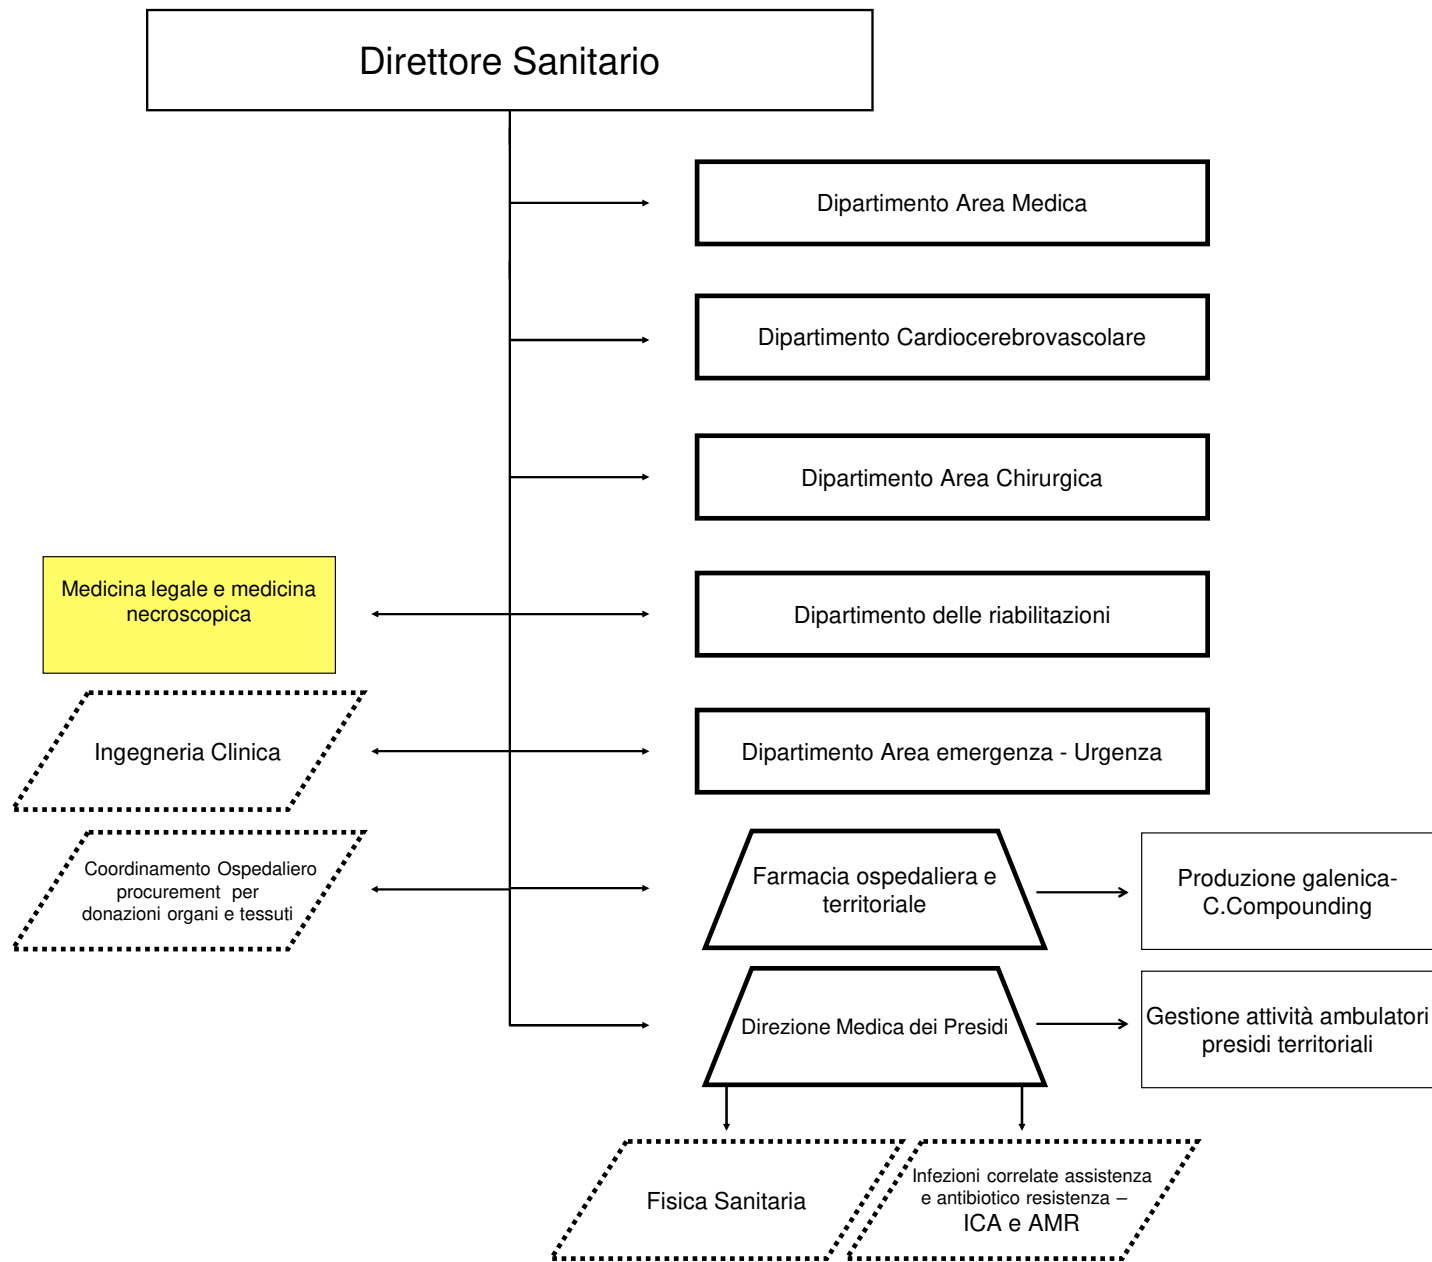 Direttore Sanitario
Dipartimento Area Medica
Dipartimento Cardiocerebrovascolare
Dipartimento Area Chirurgica
Medicina legale e medicina
necroscopica
Dipartimento delle riabilitazioni
Ingegneria Clinica
Dipartimento Area emergenza - Urgenza
Coordinamento Ospedaliero
procurement per
donazioni organi e tessuti
Farmacia ospedaliera e
territoriale
Produzione galenica-
C.Compounding
Direzione Medica dei Presidi
Gestione attività ambulatori
presidi territoriali
Fisica Sanitaria
Infezioni correlate assistenza
e antibiotico resistenza –
ICA e AMR